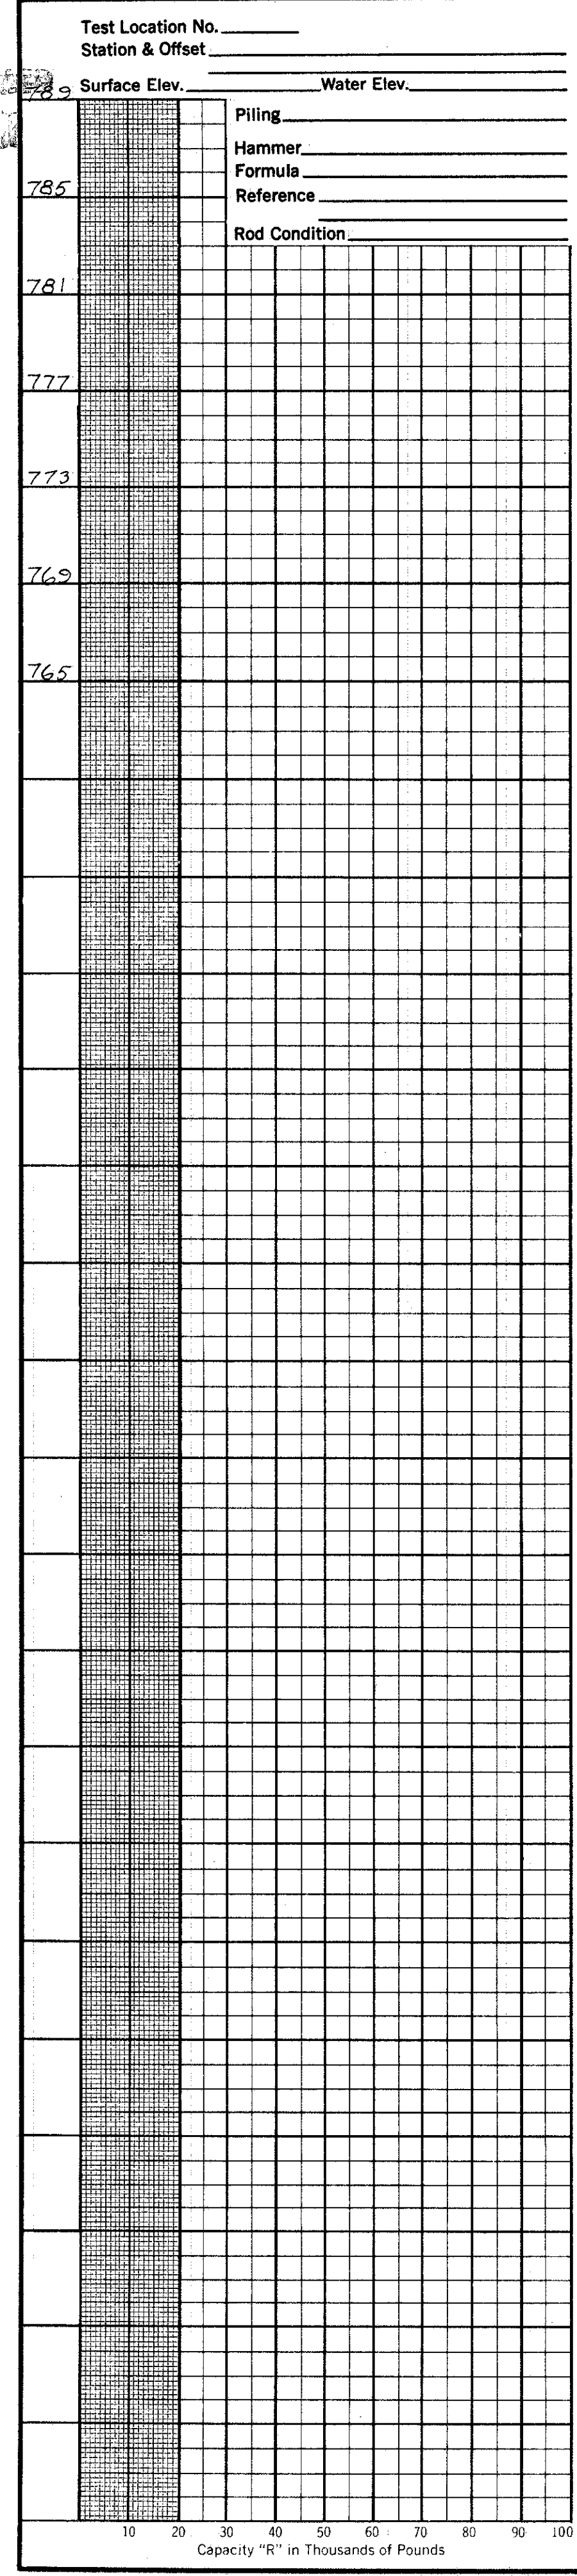 Test Location No.
Station & Offset
Surface Elev. Water Elev.
789
Piling
Hammer
Formula
785
Reference
Rod Condition
781
777
773
769
765
10 20 30 40 50 60 70 80 90 100
Capacity "R" in Thousands of Pounds